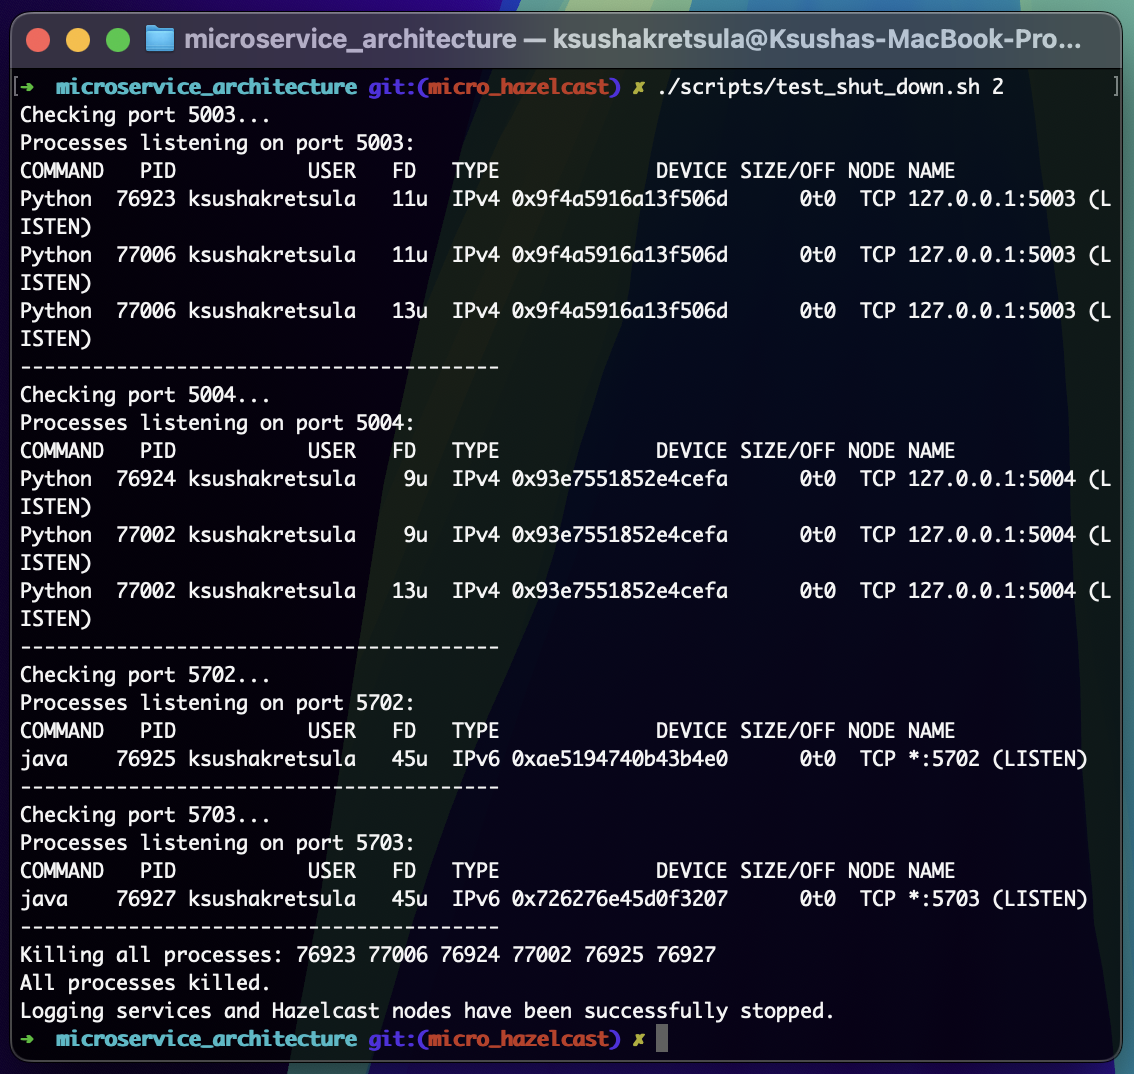 microservice_architecture — ksushakretsula@Ksushas-MacBook-Pro...
[➜  microservice_architecture git:(micro_hazelcast) ✗ ./scripts/test_shut_down.sh 2 ]
Checking port 5003...
Processes listening on port 5003:
COMMAND   PID           USER   FD   TYPE             DEVICE SIZE/OFF NODE NAME
Python  76923 ksushakretsula   11u  IPv4 0x9f4a5916a13f506d      0t0  TCP 127.0.0.1:5003 (L
ISTEN)
Python  77006 ksushakretsula   11u  IPv4 0x9f4a5916a13f506d      0t0  TCP 127.0.0.1:5003 (L
ISTEN)
Python  77006 ksushakretsula   13u  IPv4 0x9f4a5916a13f506d      0t0  TCP 127.0.0.1:5003 (L
ISTEN)
----------------------------------------
Checking port 5004...
Processes listening on port 5004:
COMMAND   PID           USER   FD   TYPE             DEVICE SIZE/OFF NODE NAME
Python  76924 ksushakretsula    9u  IPv4 0x93e7551852e4cefa      0t0  TCP 127.0.0.1:5004 (L
ISTEN)
Python  77002 ksushakretsula    9u  IPv4 0x93e7551852e4cefa      0t0  TCP 127.0.0.1:5004 (L
ISTEN)
Python  77002 ksushakretsula   13u  IPv4 0x93e7551852e4cefa      0t0  TCP 127.0.0.1:5004 (L
ISTEN)
----------------------------------------
Checking port 5702...
Processes listening on port 5702:
COMMAND   PID           USER   FD   TYPE             DEVICE SIZE/OFF NODE NAME
java    76925 ksushakretsula   45u  IPv6 0xae5194740b43b4e0      0t0  TCP *:5702 (LISTEN)
----------------------------------------
Checking port 5703...
Processes listening on port 5703:
COMMAND   PID           USER   FD   TYPE             DEVICE SIZE/OFF NODE NAME
java    76927 ksushakretsula   45u  IPv6 0x726276e45d0f3207      0t0  TCP *:5703 (LISTEN)
----------------------------------------
Killing all processes: 76923 77006 76924 77002 76925 76927
All processes killed.
Logging services and Hazelcast nodes have been successfully stopped.
➜  microservice_architecture git:(micro_hazelcast) ✗